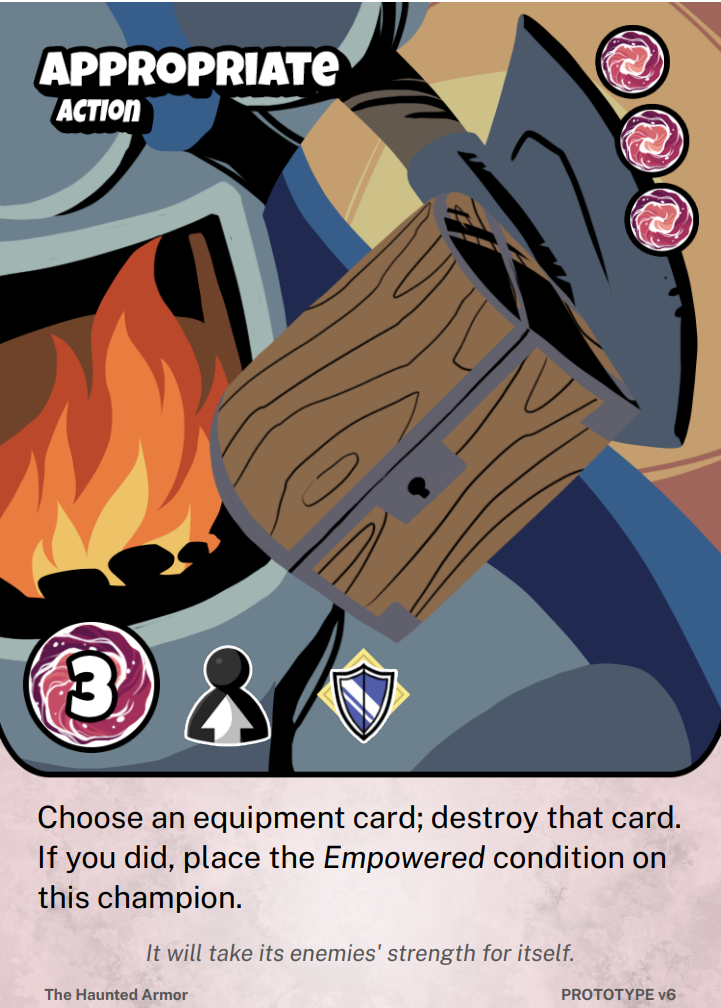 APPROPRIATE
ACTION
3
Choose an equipment card; destroy that card.
If you did, place the Empowered condition on
this champion.
It will take its enemies' strength for itself.
The Haunted Armor
PROTOTYPE v6